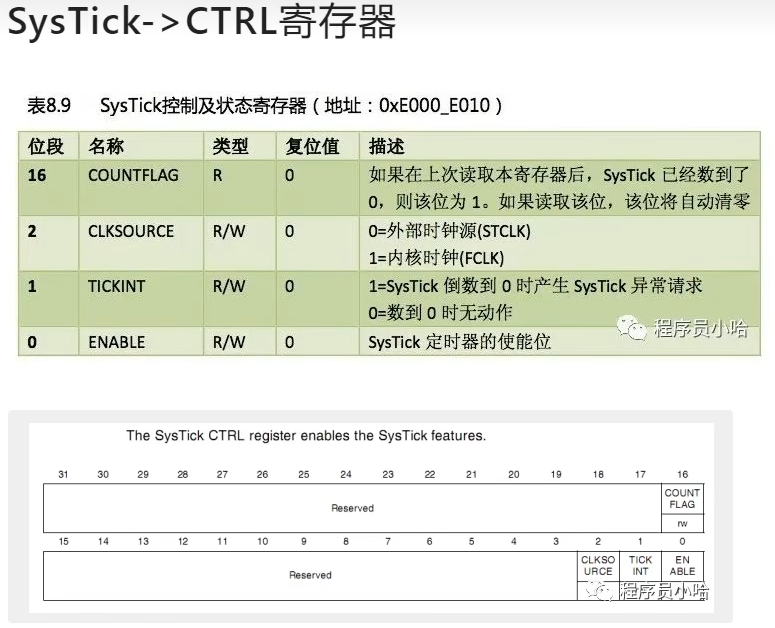 SysTick->CTRL寄存器
表8.9 SysTick控制及状态寄存器（地址：0xE000_E010）
位段 名称 类型 复位值 描述
16 COUNTFLAG R 0 如果在上次读取本寄存器后，SysTick 已经数到了
0，则该位为 1。如果读取该位，该位将自动清零
2 CLKSOURCE R/W 0 0=外部时钟源(STCLK)
1=内核时钟(FCLK)
1 TICKINT R/W 0 1=SysTick 倒数到 0 时产生 SysTick 异常请求
0=数到 0 时无动作
0 ENABLE R/W 0 SysTick 定时器的使能位
程序员小哈
The SysTick CTRL register enables the SysTick features.
31 30 29 28 27 26 25 24 23 22 21 20 19 18 17 16
Reserved COUNT
FLAG
rw
15 14 13 12 11 10 9 8 7 6 5 4 3 2 1 0
Reserved CLKSO
URCE TICK
INT EN
ABLE
程序员小哈